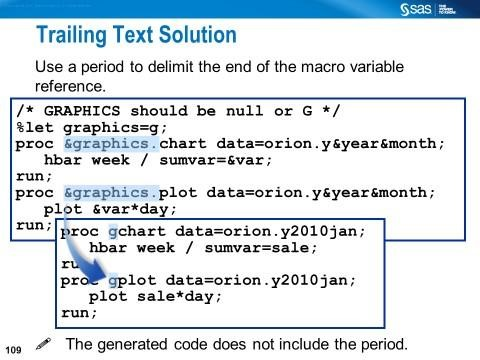 sas THE POWER TO KNOW.
Trailing Text Solution
Use a period to delimit the end of the macro variable
reference.
/* GRAPHICS should be null or G */
%let graphics=g;
proc &graphics.chart data=orion.y&year&month;
hbar week / sumvar=&var;
run;
proc &graphics.plot data=orion.y&year&month;
plot &var*day;
run;
proc gchart data=orion.y2010jan;
hbar week / sumvar=sale;
ru
proc gplot data=orion.y2010jan;
plot sale*day;
run;
The generated code does not include the period.
109